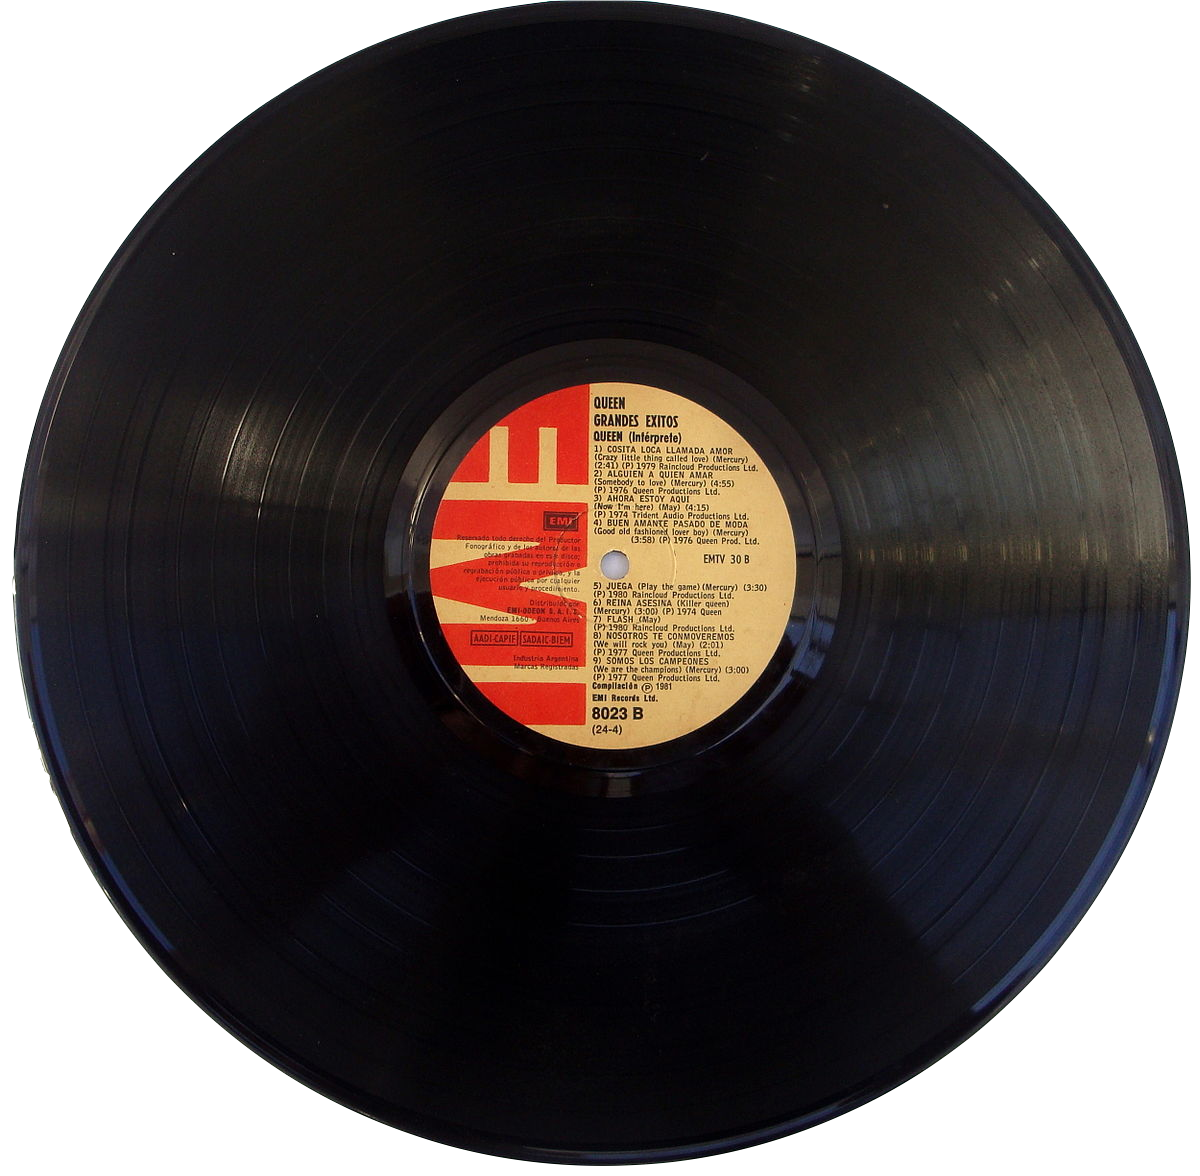 EMI
QUEEN
GRANDES EXITOS
QUEEN (Intérprete)
1) COSITA LOCA LLAMADA AMOR
(Crazy little thing called love) (Mercury)
(2:41) (P) 1979 Raincloud Productions Ltd.
2) ALGUIEN A QUIEN AMAR
(Somebody to love) (Mercury) (4:55)
(P) 1976 Queen Productions Ltd.
3) AHORA ESTOY AQUI
(Now I'm here) (May) (4:15)
(P) 1974 Trident Audio Productions Ltd.
4) BUEN AMANTE PASADO DE MODA
(Good old fashioned lover boy) (Mercury)
(3:58) (P) 1976 Queen Prod. Ltd.
EMTV 30 B
5) JUEGA (Play the game) (Mercury) (3:30)
(P) 1980 Raincloud Productions Ltd.
6) REINA ASESINA (Killer queen)
(Mercury) (3:00) (P) 1974 Queen
7) FLASH (May)
(P) 1980 Raincloud Productions Ltd.
8) NOSOTROS TE CONMOVEREMOS
(We will rock you) (May) (2:01)
(P) 1977 Queen Productions Ltd.
9) SOMOS LOS CAMPEONES
(We are the champions) (Mercury) (3:00)
(P) 1977 Queen Productions Ltd.
Compilación Ⓟ 1981
EMI Records Ltd.
8023 B
(24-4)
EMI
Reservado todo derecho del Productor
Fonográfico y de los autores de las
obras grabadas en este disco;
prohibida su reproducción o
regrabación pública o privada, y la
ejecución pública por cualquier
usuario y procedimiento.
Distribuido por
EMI-ODEON S.A.I.C.
Mendoza 1660 - Buenos Aires
AADI-CAPIF SADAIC-BIEM
Industria Argentina
Marcas Registradas